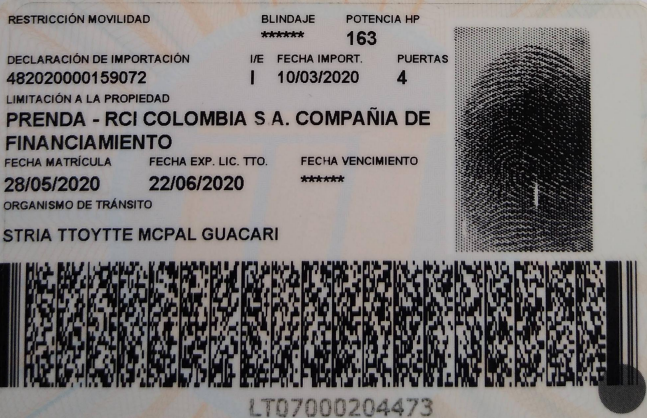 RESTRICCIÓN MOVILIDAD BLINDAJE POTENCIA HP
****** 163
DECLARACIÓN DE IMPORTACIÓN I/E FECHA IMPORT. PUERTAS
482020000159072 I 10/03/2020 4
LIMITACIÓN A LA PROPIEDAD
PRENDA - RCI COLOMBIA S A. COMPAÑIA DE
FINANCIAMIENTO
FECHA MATRÍCULA FECHA EXP. LIC. TTO. FECHA VENCIMIENTO
28/05/2020 22/06/2020 ******
ORGANISMO DE TRÁNSITO
STRIA TTOYTTE MCPAL GUACARI
LT07000204473